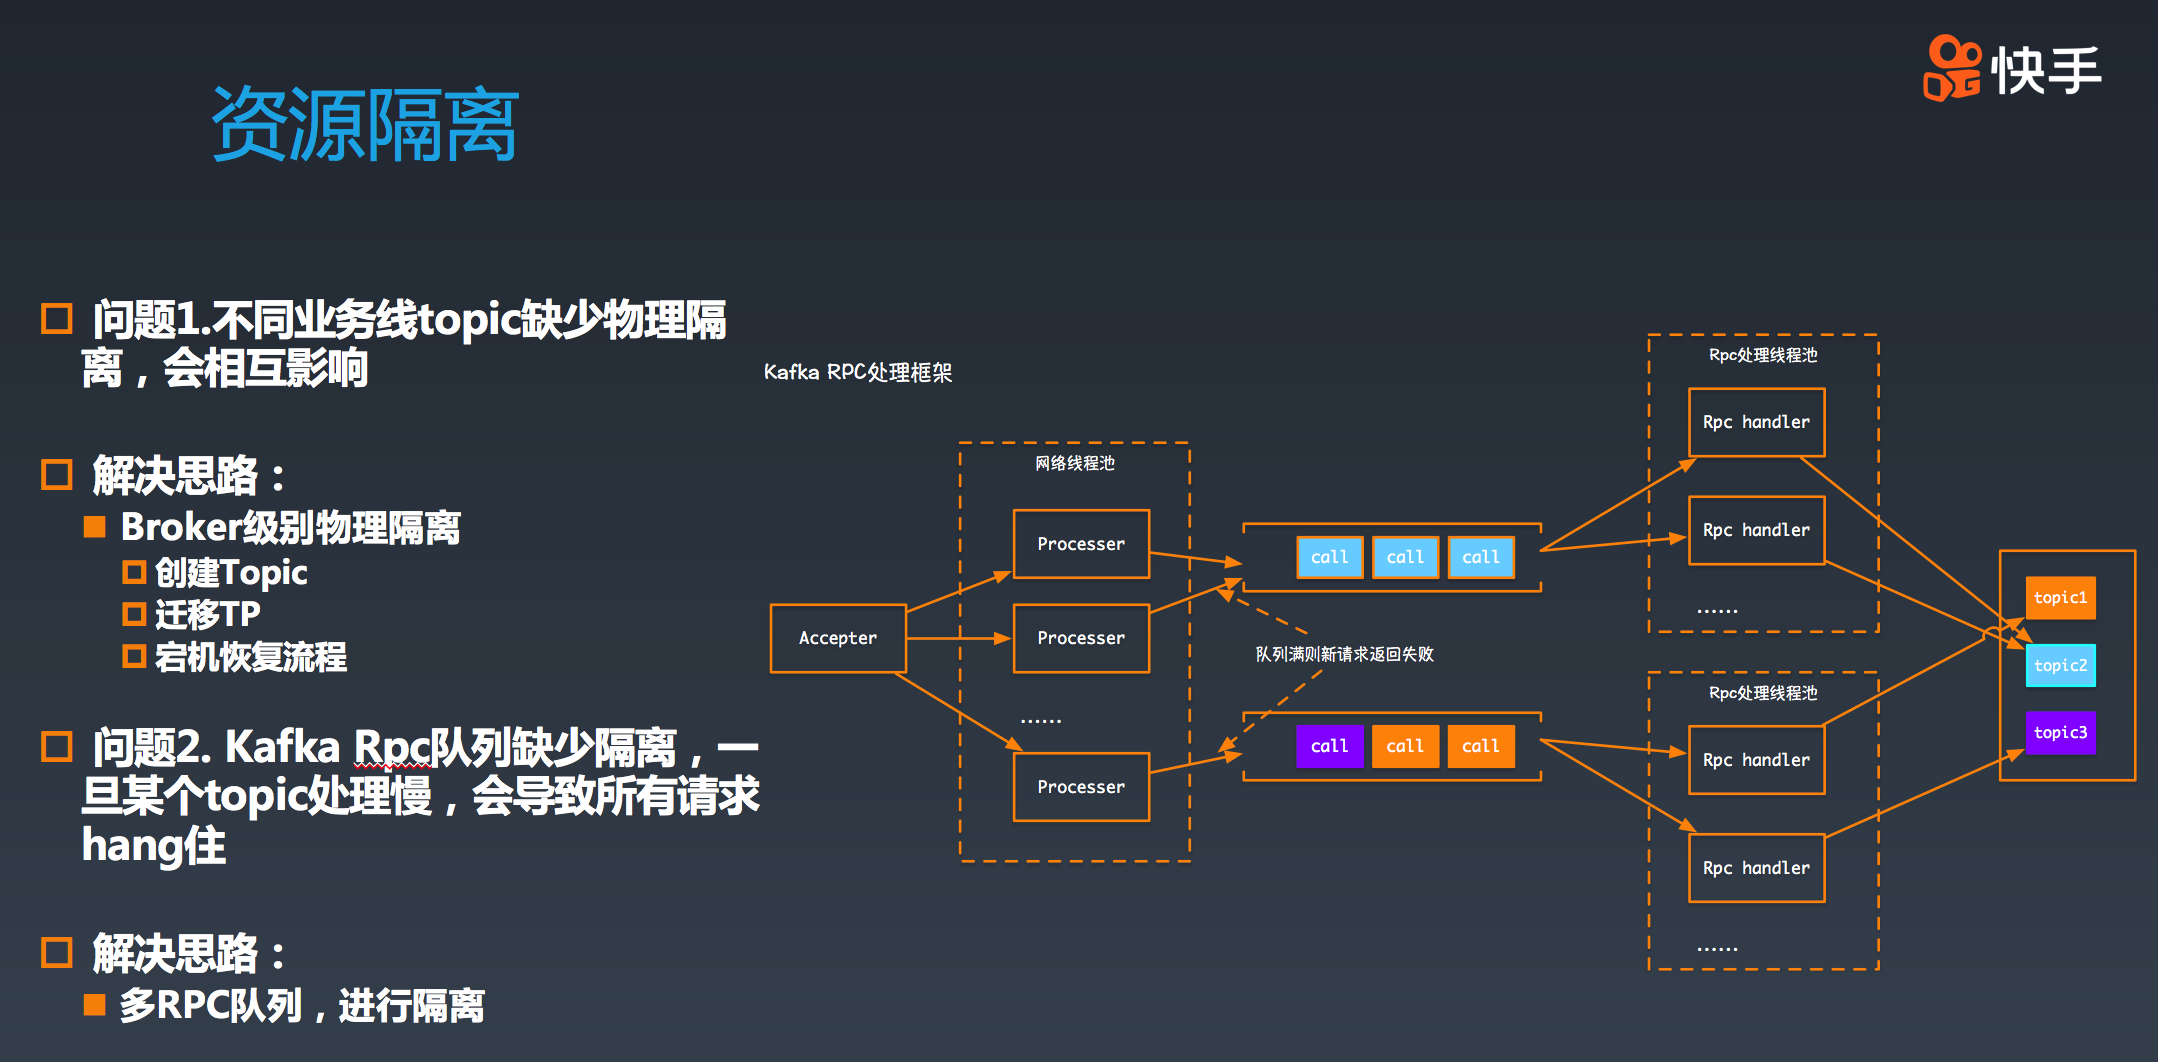 快手
资源隔离
问题1.不同业务线topic缺少物理隔
离，会相互影响
解决思路：
Broker级别物理隔离
创建Topic
迁移TP
宕机恢复流程
问题2. Kafka Rpc队列缺少隔离，一
旦某个topic处理慢，会导致所有请求
hang住
解决思路：
多RPC队列，进行隔离
Kafka RPC处理框架
Accepter
网络线程池
Processer
Processer
......
Processer
call call call
队列满则新请求返回失败
call call call
Rpc处理线程池
Rpc handler
Rpc handler
......
Rpc处理线程池
Rpc handler
Rpc handler
......
topic1
topic2
topic3